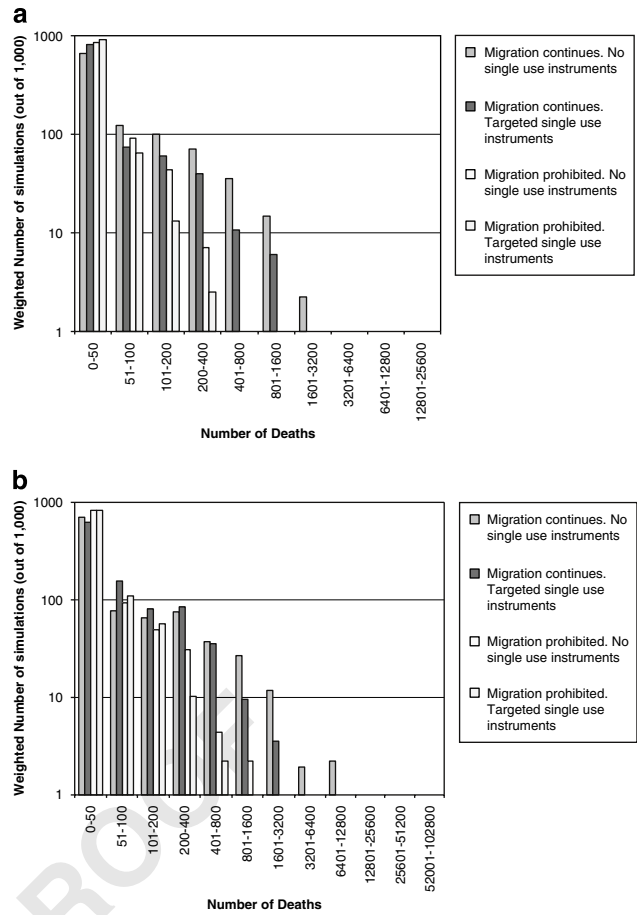 a
Weighted Number of simulations (out of 1,000)
1000
100
10
1
0-50
51-100
101-200
200-400
401-800
801-1600
1601-3200
3201-6400
6401-12800
12801-25600
Number of Deaths
Migration continues. No
single use instruments
Migration continues.
Targeted single use
instruments
Migration prohibited. No
single use instruments
Migration prohibited.
Targeted single use
instruments
b
Weighted Number of simulations (out of 1,000)
1000
100
10
1
0-50
51-100
101-200
200-400
401-800
801-1600
1601-3200
3201-6400
6401-12800
12801-25600
25601-51200
52001-102800
Number of Deaths
Migration continues. No
single use instruments
Migration continues.
Targeted single use
instruments
Migration prohibited. No
single use instruments
Migration prohibited.
Targeted single use
instruments
ROOF